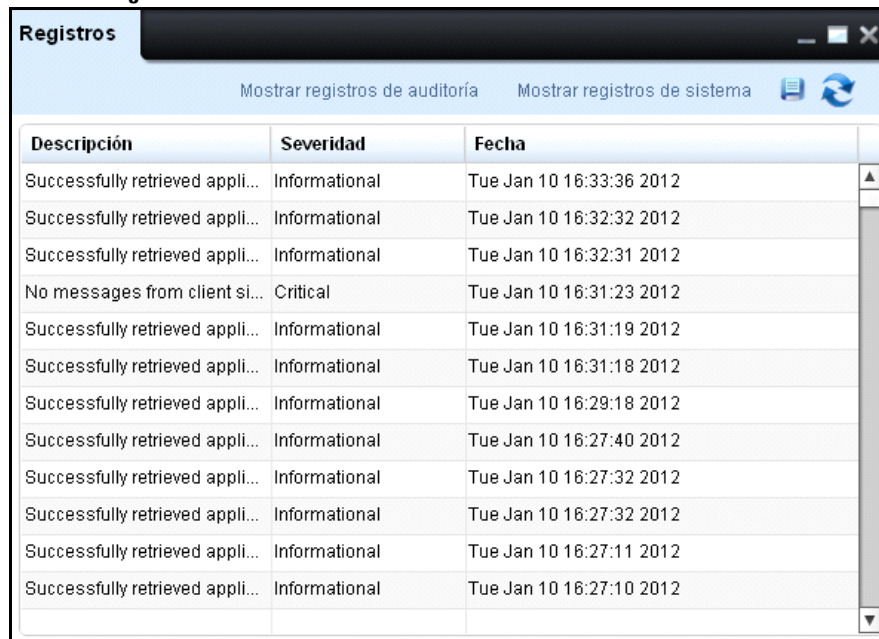 Registros
Mostrar registros de auditoría Mostrar registros de sistema
Descripción Severidad Fecha
Successfully retrieved appli... Informational Tue Jan 10 16:33:36 2012
Successfully retrieved appli... Informational Tue Jan 10 16:32:32 2012
Successfully retrieved appli... Informational Tue Jan 10 16:32:31 2012
No messages from client si... Critical Tue Jan 10 16:31:23 2012
Successfully retrieved appli... Informational Tue Jan 10 16:31:19 2012
Successfully retrieved appli... Informational Tue Jan 10 16:31:18 2012
Successfully retrieved appli... Informational Tue Jan 10 16:29:18 2012
Successfully retrieved appli... Informational Tue Jan 10 16:27:40 2012
Successfully retrieved appli... Informational Tue Jan 10 16:27:32 2012
Successfully retrieved appli... Informational Tue Jan 10 16:27:32 2012
Successfully retrieved appli... Informational Tue Jan 10 16:27:11 2012
Successfully retrieved appli... Informational Tue Jan 10 16:27:10 2012